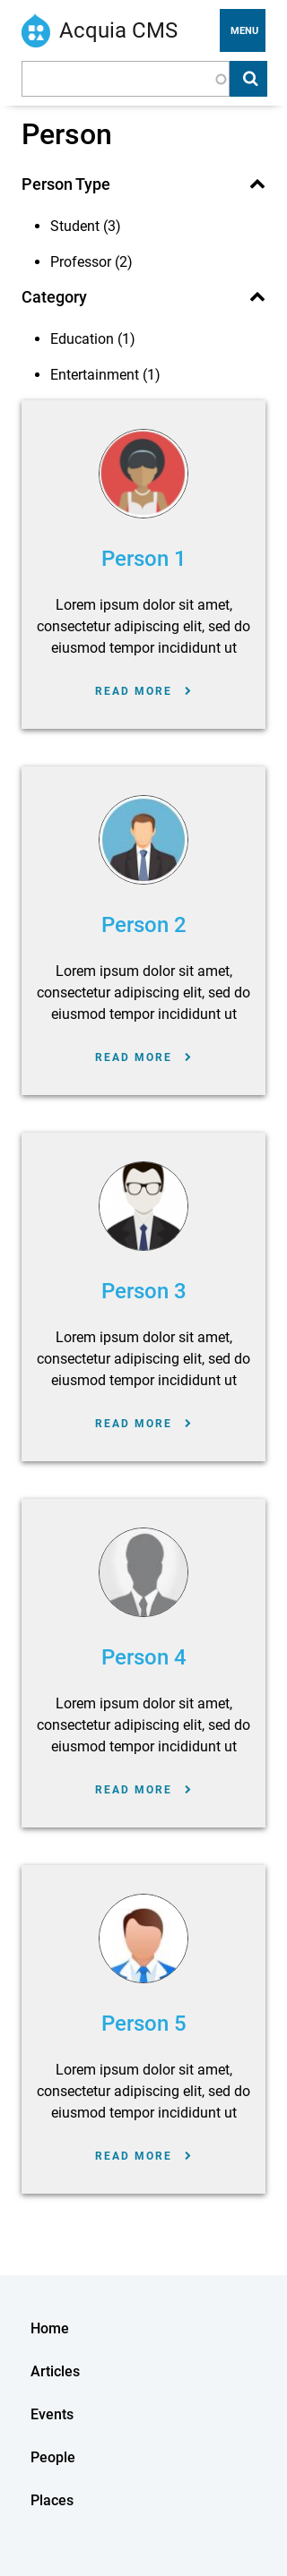 Acquia CMS
MENU
Person
Person Type
Student (3)
Professor (2)
Category
Education (1)
Entertainment (1)
Person 1
Lorem ipsum dolor sit amet,
consectetur adipiscing elit, sed do
eiusmod tempor incididunt ut
READ MORE
Person 2
Lorem ipsum dolor sit amet,
consectetur adipiscing elit, sed do
eiusmod tempor incididunt ut
READ MORE
Person 3
Lorem ipsum dolor sit amet,
consectetur adipiscing elit, sed do
eiusmod tempor incididunt ut
READ MORE
Person 4
Lorem ipsum dolor sit amet,
consectetur adipiscing elit, sed do
eiusmod tempor incididunt ut
READ MORE
Person 5
Lorem ipsum dolor sit amet,
consectetur adipiscing elit, sed do
eiusmod tempor incididunt ut
READ MORE
Home
Articles
Events
People
Places